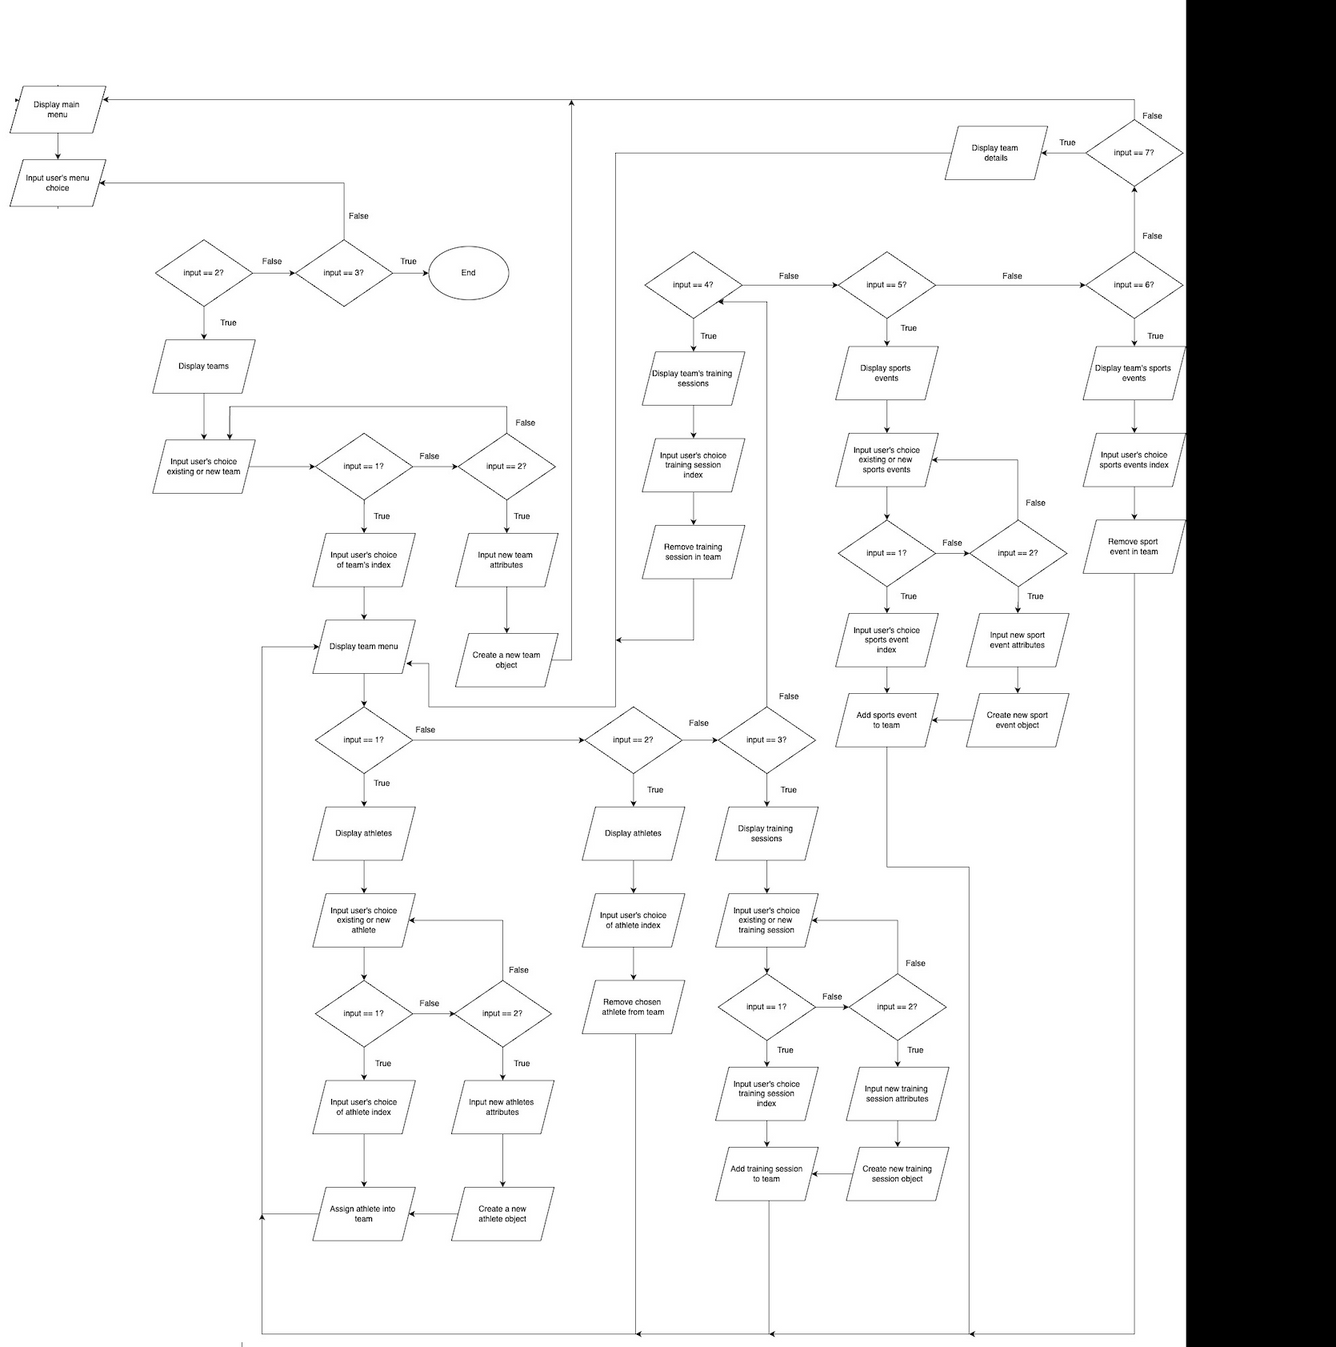 Display main
menu
Input user's menu
choice
False
input == 2?
False
input == 3?
True
End
True
Display teams
Input user's choice
existing or new team
input == 1?
False
input == 2?
False
True
True
Input user's choice
of team's index
Input new team
attributes
Display team menu
Create a new team
object
input == 1?
False
input == 2?
False
input == 3?
False
True
True
True
Display athletes
Display athletes
Display training
sessions
Input user's choice
existing or new
athlete
Input user's choice
of athlete index
Input user's choice
existing or new
training session
False
False
input == 1?
False
input == 2?
Remove chosen
athlete from team
input == 1?
False
input == 2?
True
True
True
True
Input user's choice
of athlete index
Input new athletes
attributes
Input user's choice
training session
index
Input new training
session attributes
Assign athlete into
team
Create a new
athlete object
Add training session
to team
Create new training
session object
input == 4?
False
input == 5?
False
input == 6?
False
input == 7?
False
True
Display team
details
True
True
True
Display team's training
sessions
Display sports
events
Display team's sports
events
Input user's choice
training session
index
Input user's choice
existing or new
sports events
Input user's choice
sports events index
Remove training
session in team
False
input == 1?
False
input == 2?
Remove sport
event in team
True
True
Input user's choice
sports event
index
Input new sport
event attributes
Add sports event
to team
Create new sport
event object